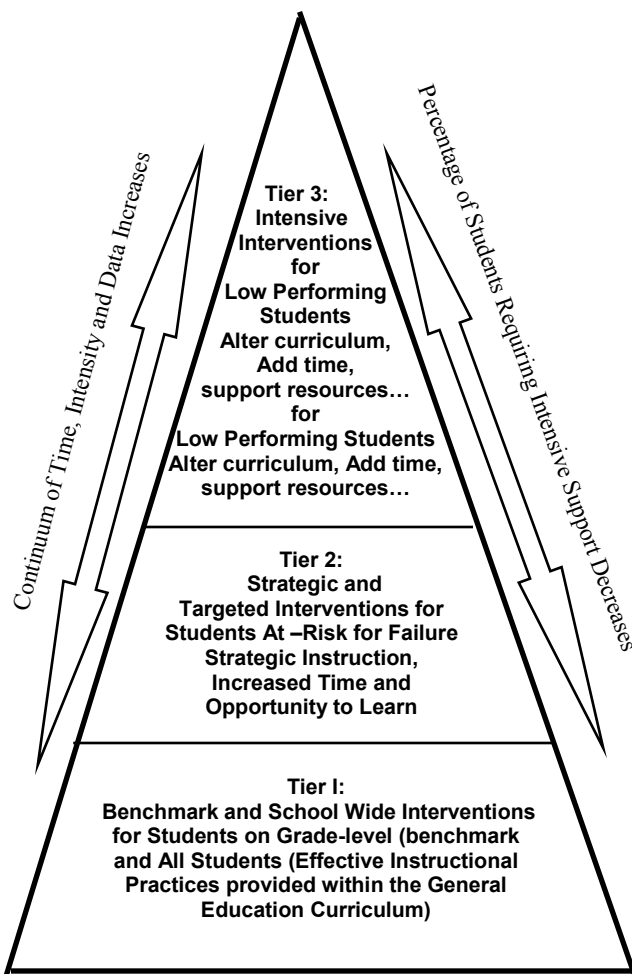 Continuum of Time, Intensity and Data Increases
Percentage of Students Requiring Intensive Support Decreases
Tier 3:
Intensive
Interventions
for
Low Performing
Students
Alter curriculum,
Add time,
support resources…
for
Low Performing Students
Alter curriculum, Add time,
support resources…
Tier 2:
Strategic and
Targeted Interventions for
Students At –Risk for Failure
Strategic Instruction,
Increased Time and
Opportunity to Learn
Tier I:
Benchmark and School Wide Interventions
for Students on Grade-level (benchmark
and All Students (Effective Instructional
Practices provided within the General
Education Curriculum)